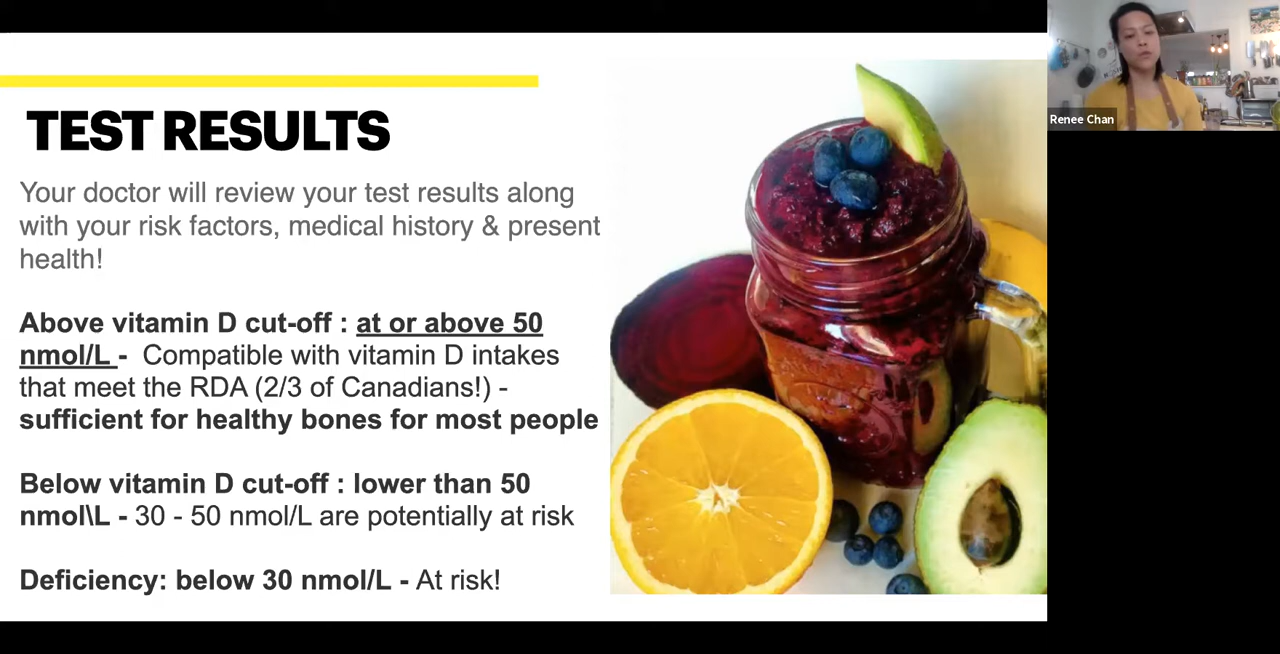 TEST RESULTS
Your doctor will review your test results along
with your risk factors, medical history & present
health!
Above vitamin D cut-off : at or above 50
nmol/L - Compatible with vitamin D intakes
that meet the RDA (2/3 of Canadians!) -
sufficient for healthy bones for most people
Below vitamin D cut-off : lower than 50
nmol\L - 30 - 50 nmol/L are potentially at risk
Deficiency: below 30 nmol/L - At risk!
Renee Chan